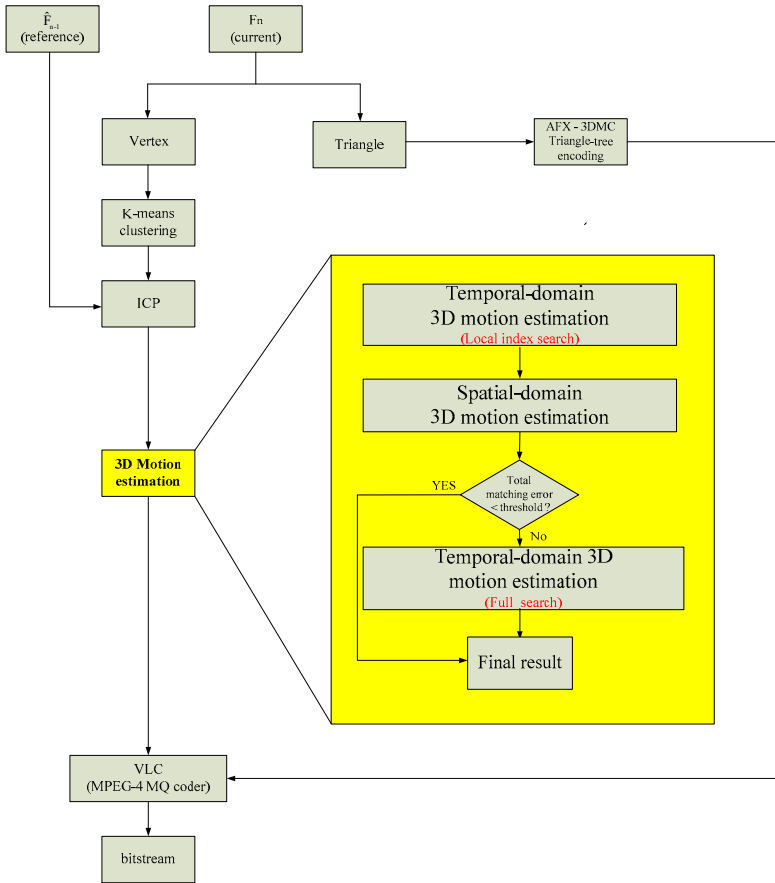 F̂n-1
(reference)
Fn
(current)
Vertex
Triangle
AFX - 3DMC
Triangle-tree
encoding
K-means
clustering
ICP
3D Motion
estimation
Temporal-domain
3D motion estimation
(Local index search)
Spatial-domain
3D motion estimation
Total
matching error
< threshold ?
YES
No
Temporal-domain 3D
motion estimation
(Full search)
Final result
VLC
(MPEG-4 MQ coder)
bitstream